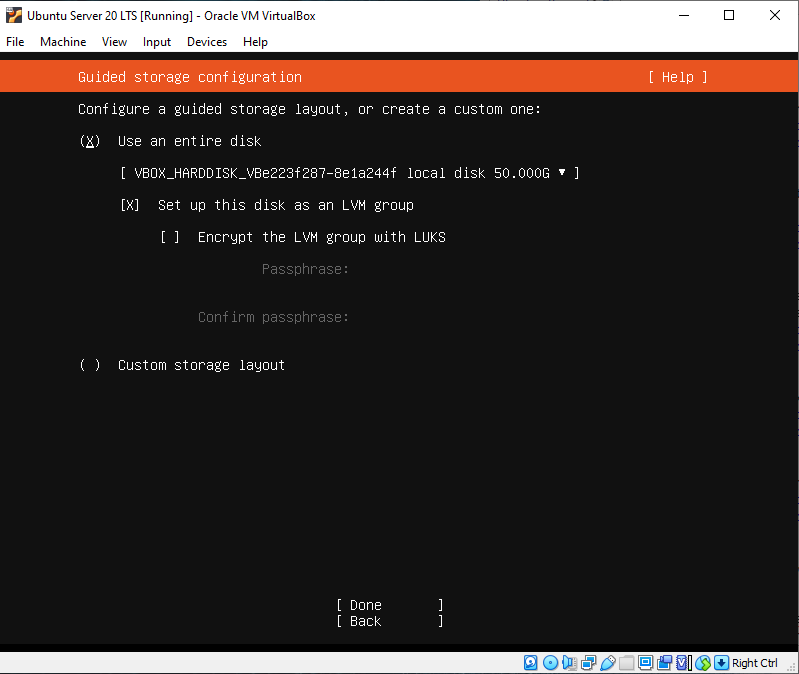 Ubuntu Server 20 LTS [Running] - Oracle VM VirtualBox
File Machine View Input Devices Help
Guided storage configuration [ Help ]
Configure a guided storage layout, or create a custom one:
(X) Use an entire disk
[ VBOX_HARDDISK_VBe223f287-8e1a244f local disk 50.000G ▾ ]
[X] Set up this disk as an LVM group
[ ] Encrypt the LVM group with LUKS
Passphrase:
Confirm passphrase:
( ) Custom storage layout
[ Done ]
[ Back ]
Right Ctrl